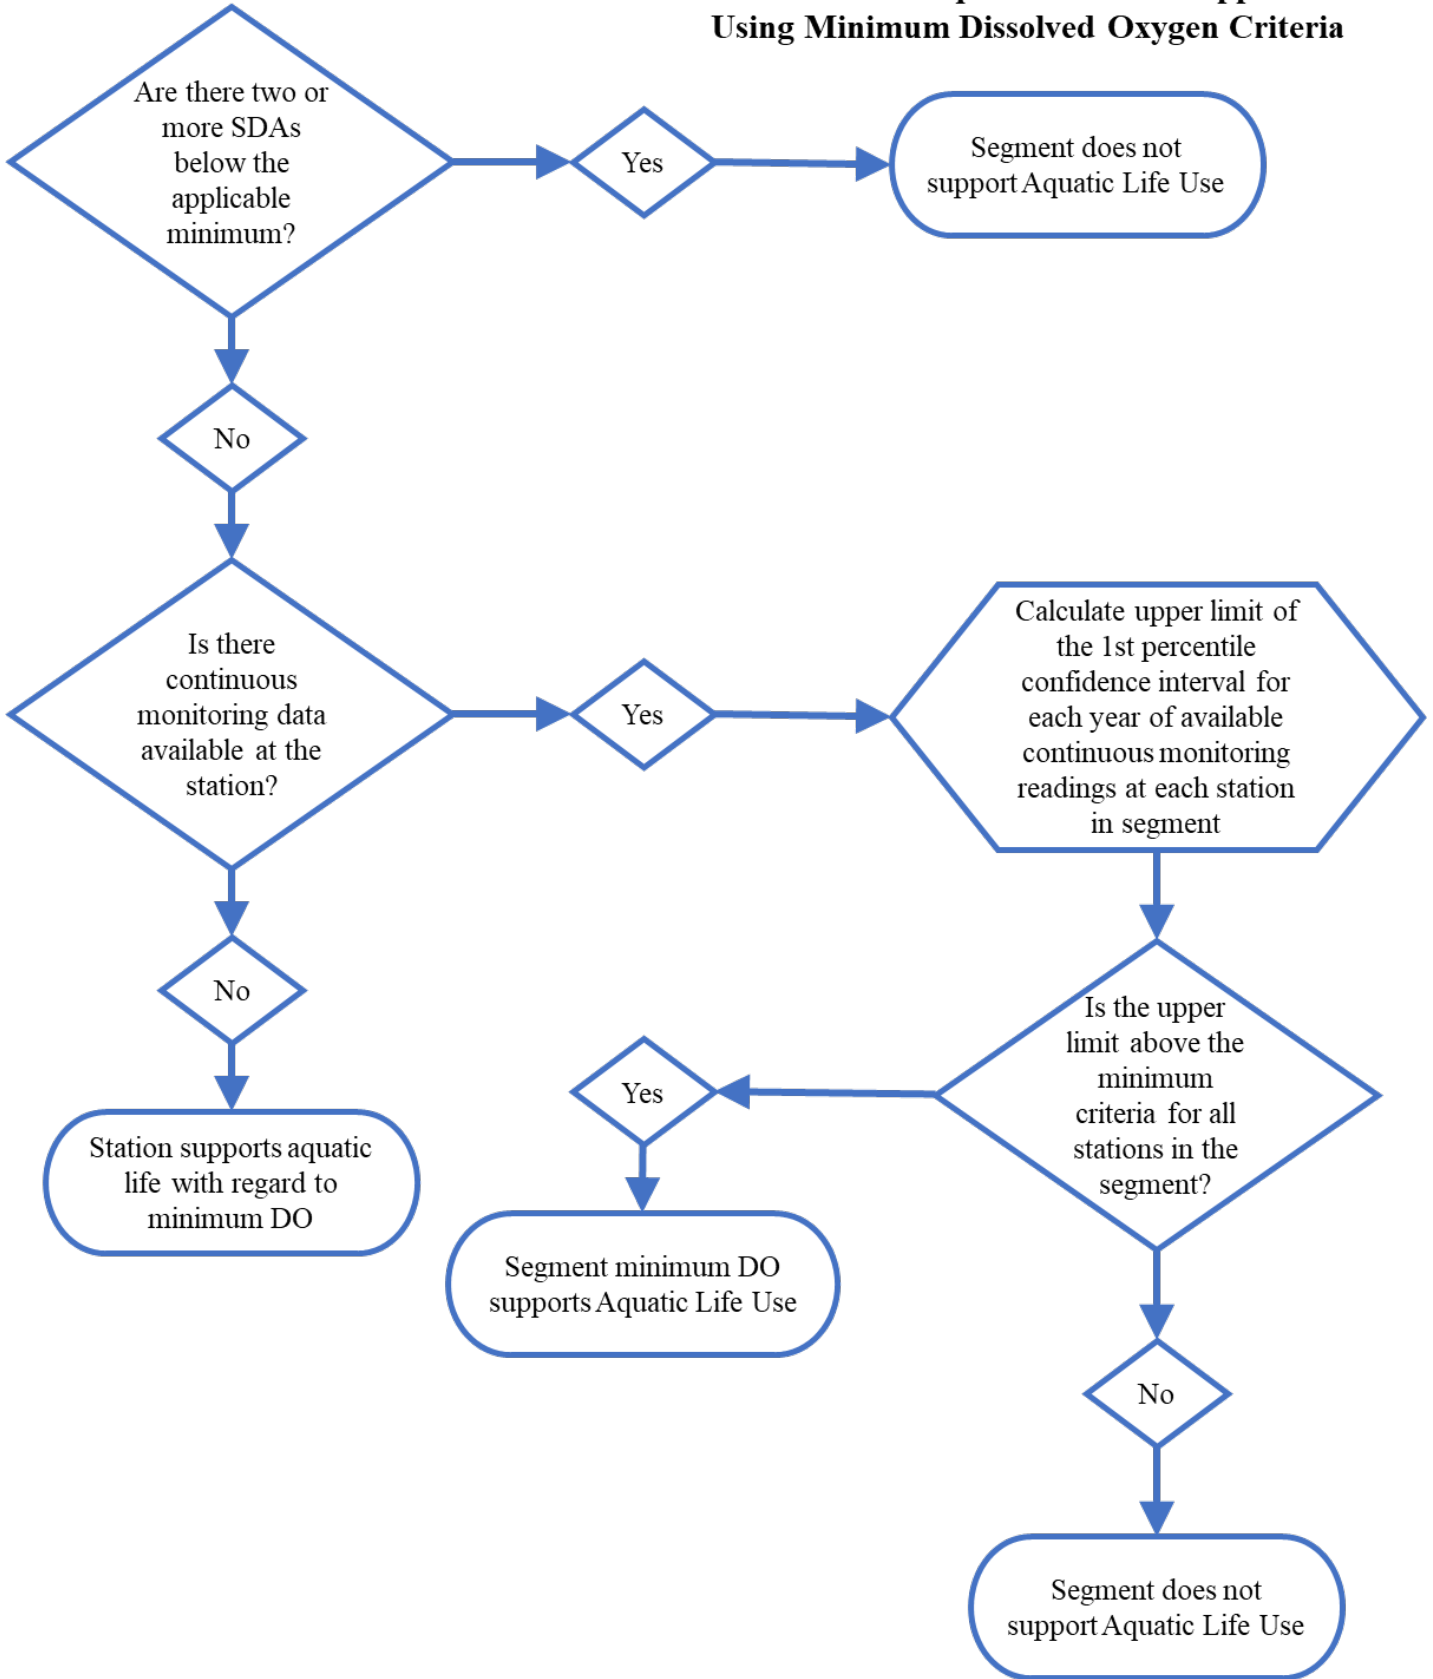 Using Minimum Dissolved Oxygen Criteria
Are there two or
more SDAs
below the
applicable
minimum?
Yes
Segment does not
support Aquatic Life Use
No
Is there
continuous
monitoring data
available at the
station?
Yes
Calculate upper limit of
the 1st percentile
confidence interval for
each year of available
continuous monitoring
readings at each station
in segment
No
Station supports aquatic
life with regard to
minimum DO
Is the upper
limit above the
minimum
criteria for all
stations in the
segment?
Yes
Segment minimum DO
supports Aquatic Life Use
No
Segment does not
support Aquatic Life Use